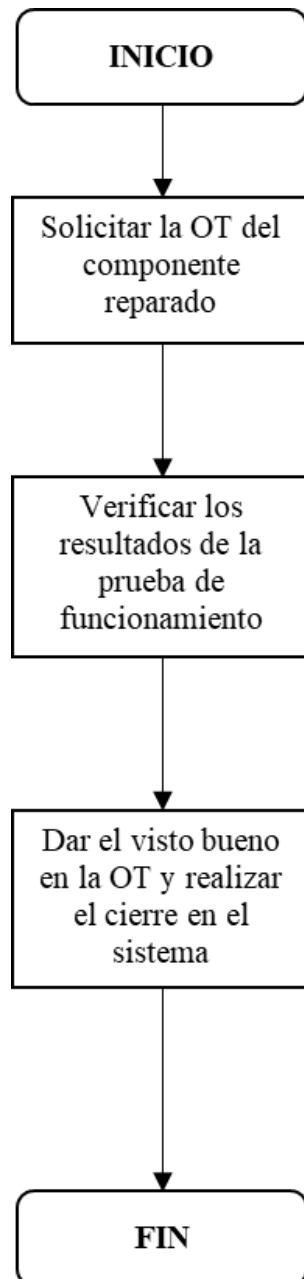 INICIO
Solicitar la OT del
componente
reparado
Verificar los
resultados de la
prueba de
funcionamiento
Dar el visto bueno
en la OT y realizar
el cierre en el
sistema
FIN